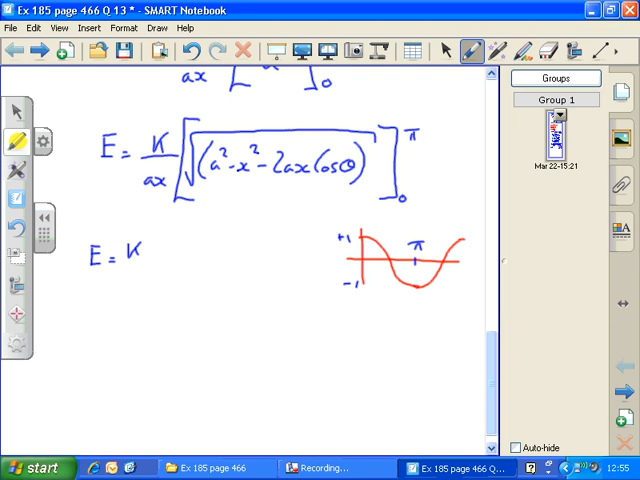 Ex 185 page 466 Q 13 * - SMART Notebook
File Edit View Insert Format Draw Help
ax 0
E = K/ax [√(a² - x² - 2ax Cosθ)]₀^π
E = K
+1 π
-1
Groups
Group 1
Mar 22-15:21
Auto-hide
start Ex 185 page 466 Recording... Ex 185 page 466 Q... 12:55